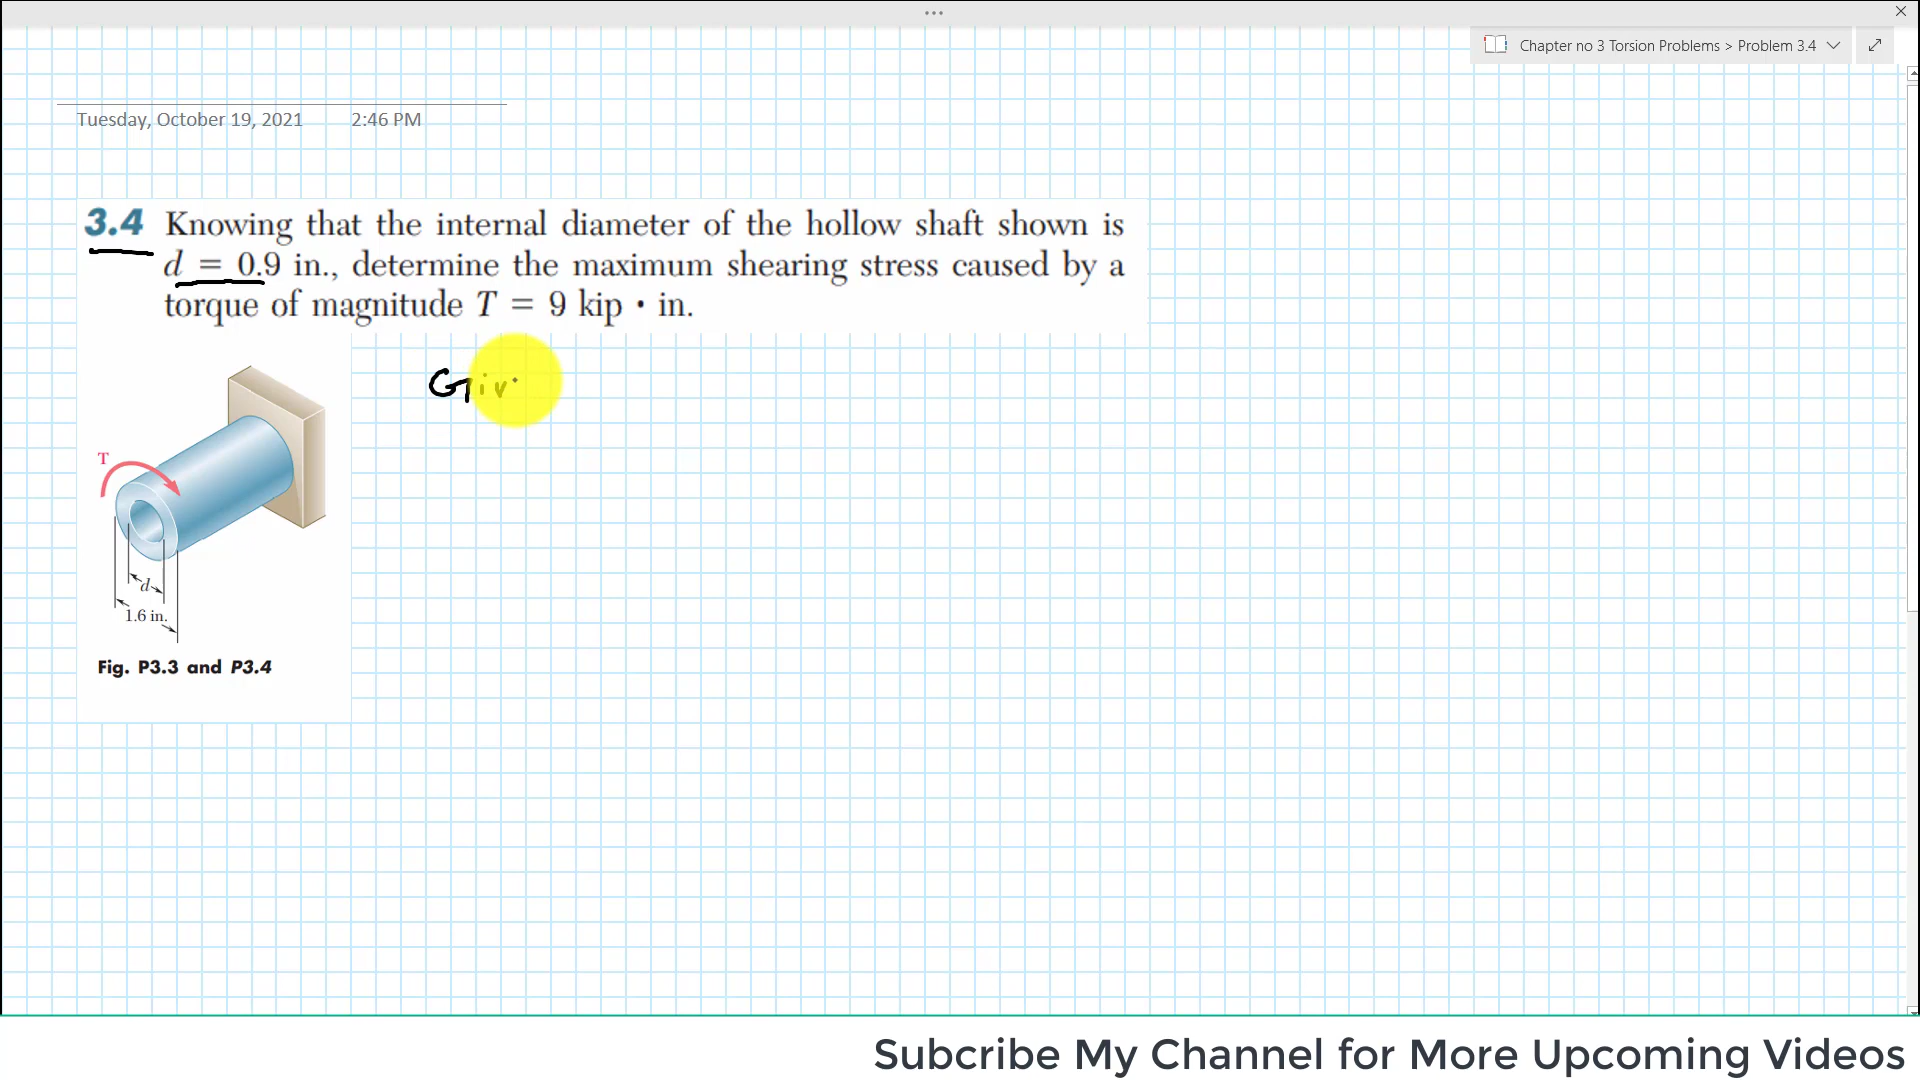 Chapter no 3 Torsion Problems > Problem 3.4
Tuesday, October 19, 2021 2:46 PM
3.4 Knowing that the internal diameter of the hollow shaft shown is
d = 0.9 in., determine the maximum shearing stress caused by a
torque of magnitude T = 9 kip • in.
Giv
T
d
1.6 in.
Fig. P3.3 and P3.4
Subcribe My Channel for More Upcoming Videos